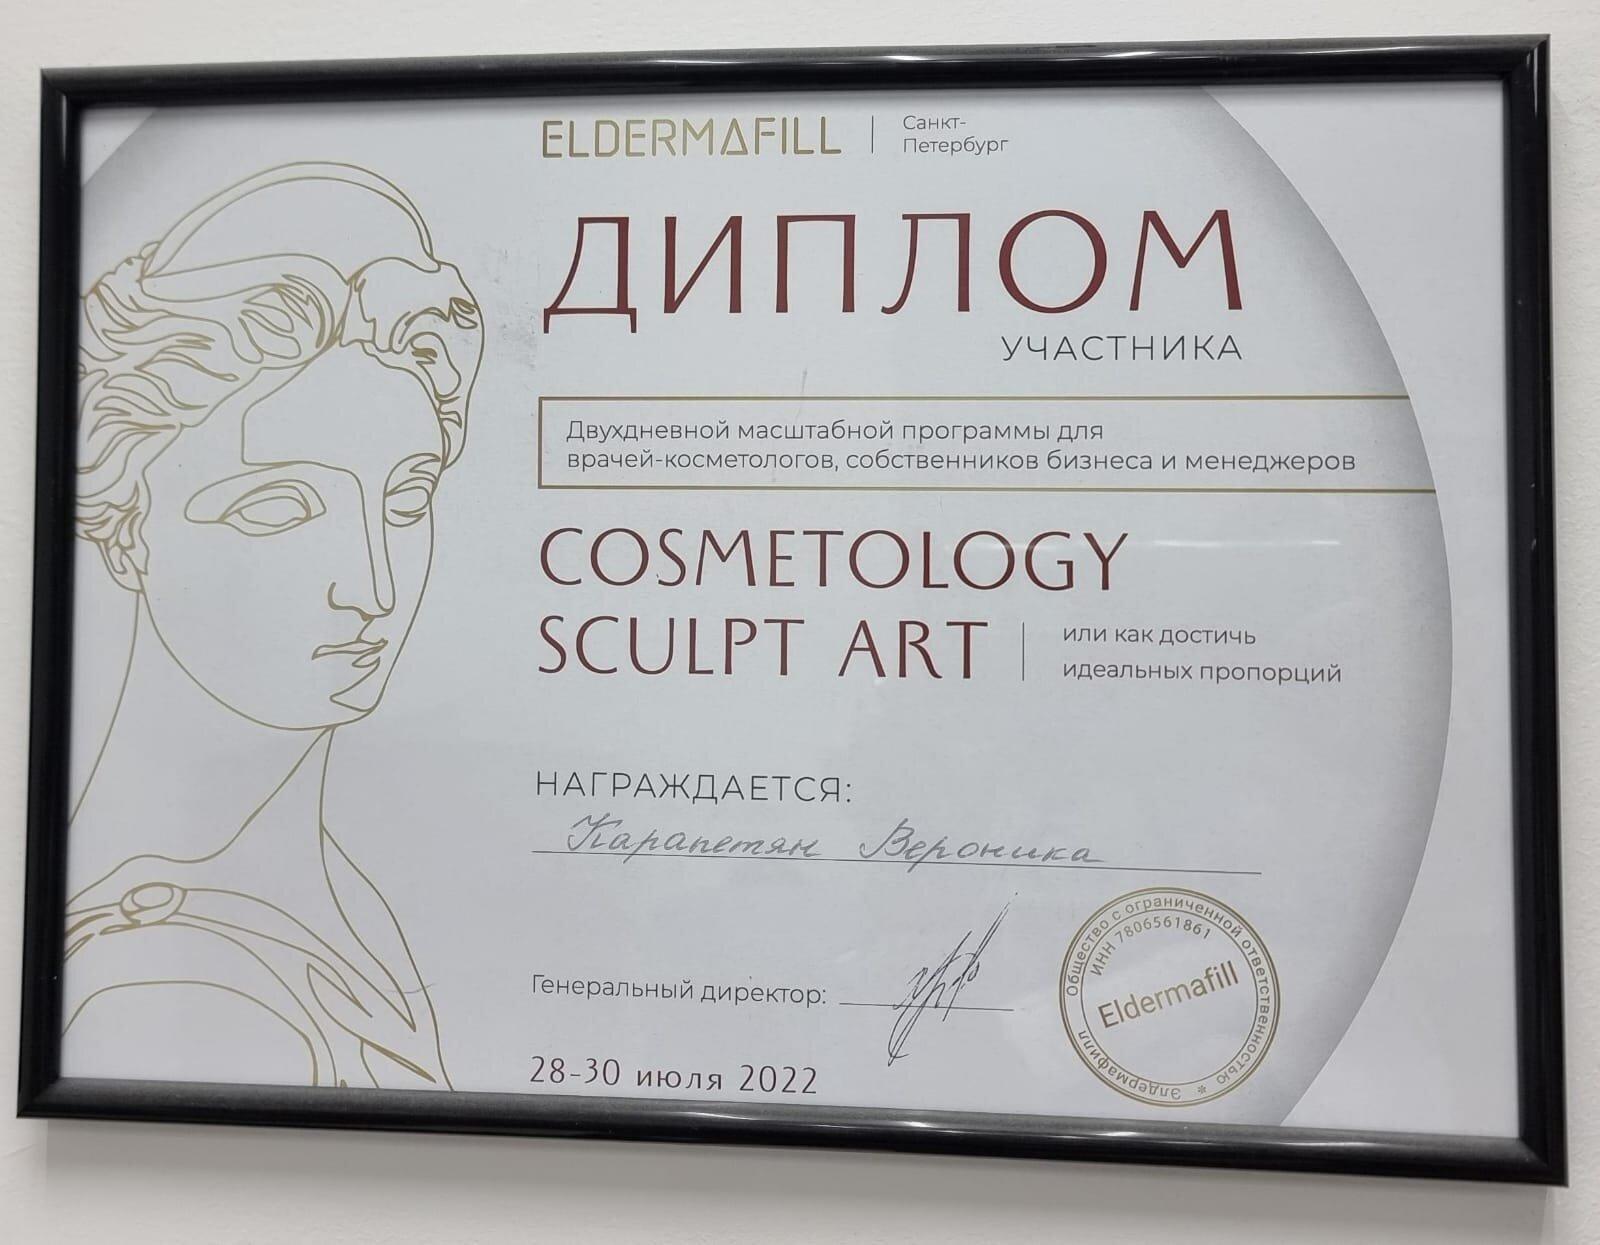 ELDERMAFILL
Санкт-
Петербург
ДИПЛОМ
УЧАСТНИКА
Двухдневной масштабной программы для
врачей-косметологов, собственников бизнеса и менеджеров
COSMETOLOGY
SCULPT ART
или как достичь
идеальных пропорций
НАГРАЖДАЕТСЯ:
Карапетян Вероника
Генеральный директор:
Общество с ограниченной ответственностью
ИНН 7806561861
Eldermafill
* Элдермафилл
28-30 июля 2022